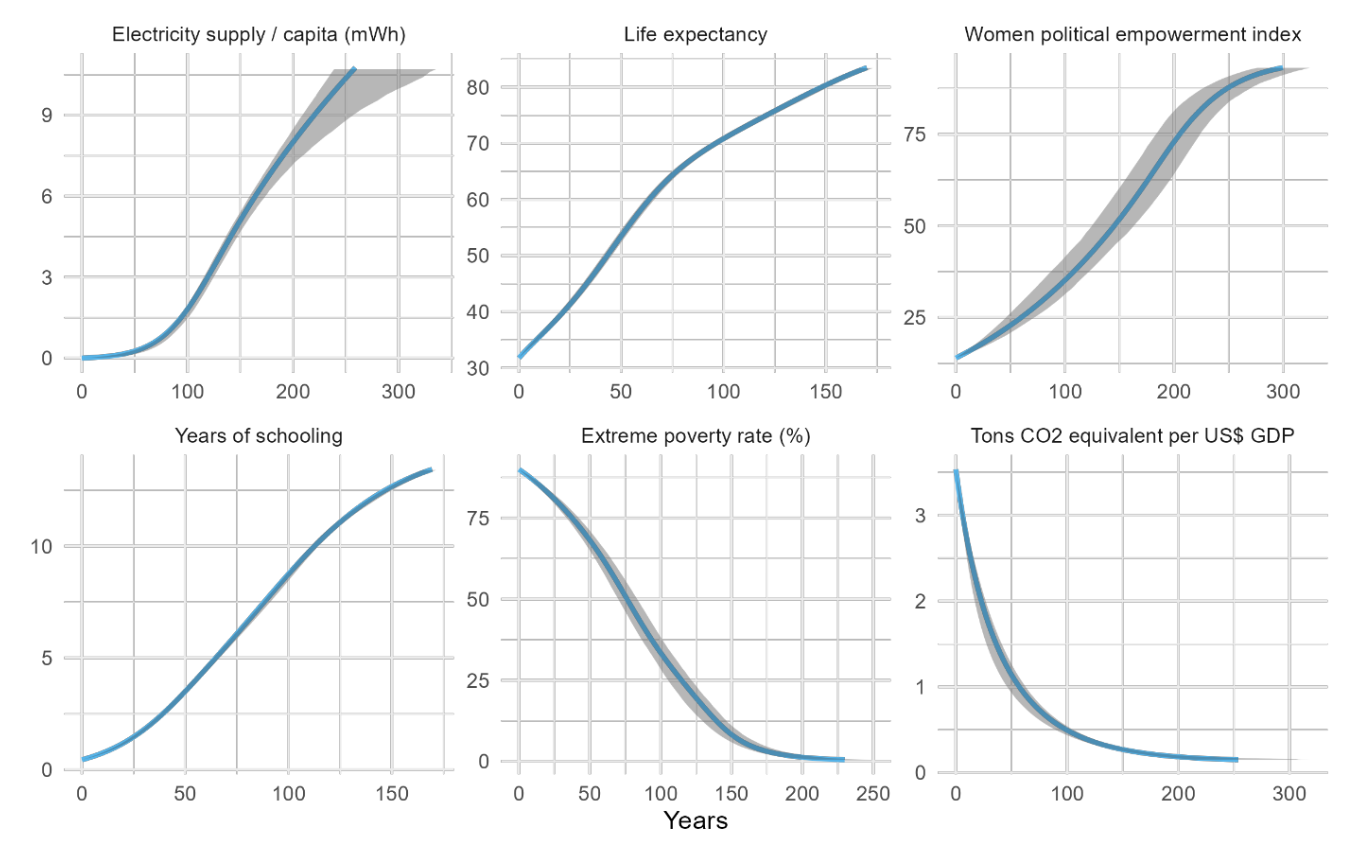 Electricity supply / capita (mWh)
Life expectancy
Women political empowerment index
9
6
3
0
0 100 200 300
80
70
60
50
40
30
0 50 100 150
75
50
25
0 100 200 300
Years of schooling
Extreme poverty rate (%)
Tons CO2 equivalent per US$ GDP
10
5
0
0 50 100 150
75
50
25
0
0 50 100 150 200 250
3
2
1
0
0 100 200 300
Years